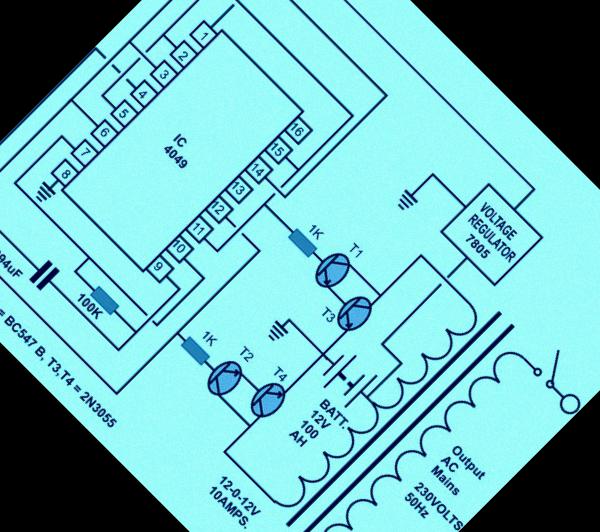 1
2
3
4
5
6
7
8
IC
4049
16
15
14
13
12
11
10
9
VOLTAGE
REGULATOR
7805
1K
T1
T3
1K
T2
T4
100K
= BC547 B, T3,T4 = 2N3055
BATT.
12V
100
AH
12-0-12V
10AMPS.
Output
AC
Mains
230VOLTS
50Hz